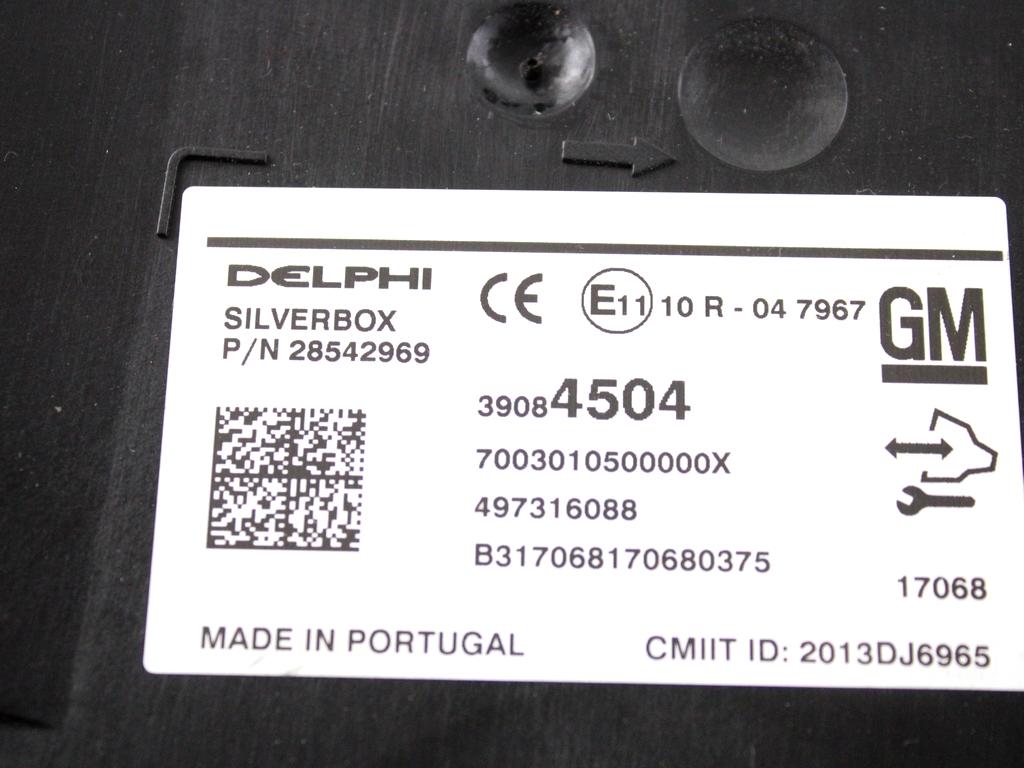 DELPHI
SILVERBOX
P/N 28542969
CE E11 10 R - 04 7967
GM
39084504
7003010500000X
497316088
B317068170680375
17068
MADE IN PORTUGAL
CMIIT ID: 2013DJ6965